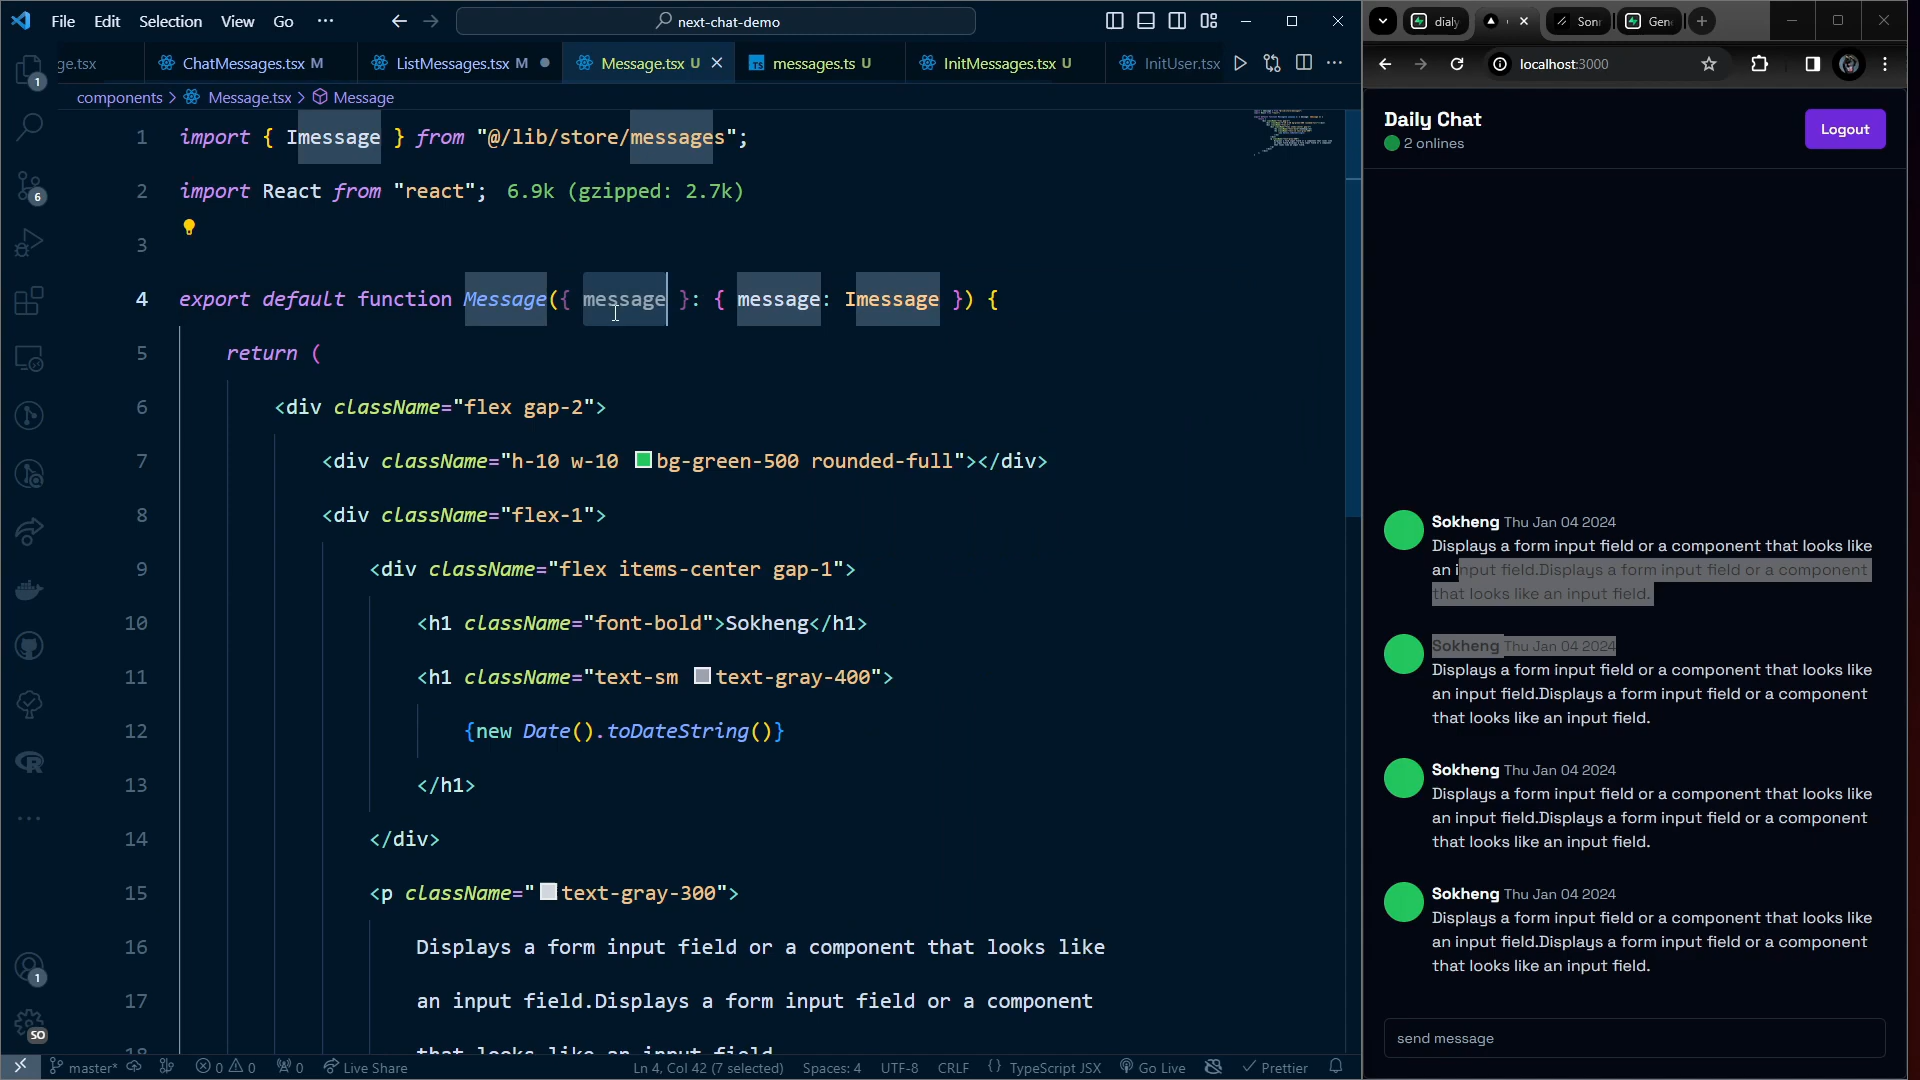 File Edit Selection View Go ··· next-chat-demo
ge.tsx ChatMessages.tsx M ListMessages.tsx M Message.tsx U messages.ts U InitMessages.tsx U InitUser.tsx
components > Message.tsx > Message
1 import { Imessage } from "@/lib/store/messages";
2 import React from "react"; 6.9k (gzipped: 2.7k)
3
4 export default function Message({ message }: { message: Imessage }) {
5 return (
6 <div className="flex gap-2">
7 <div className="h-10 w-10 bg-green-500 rounded-full"></div>
8 <div className="flex-1">
9 <div className="flex items-center gap-1">
10 <h1 className="font-bold">Sokheng</h1>
11 <h1 className="text-sm text-gray-400">
12 {new Date().toDateString()}
13 </h1>
14 </div>
15 <p className="text-gray-300">
16 Displays a form input field or a component that looks like
17 an input field.Displays a form input field or a component
18 that looks like an input field.
1
6
1
SO
master* 0 0 0 Live Share Ln 4, Col 42 (7 selected) Spaces: 4 UTF-8 CRLF {} TypeScript JSX Go Live Prettier
dialy Sonn Gene
localhost:3000
Daily Chat
2 onlines
Logout
Sokheng Thu Jan 04 2024
Displays a form input field or a component that looks like
an input field.Displays a form input field or a component
that looks like an input field.
Sokheng Thu Jan 04 2024
Displays a form input field or a component that looks like
an input field.Displays a form input field or a component
that looks like an input field.
Sokheng Thu Jan 04 2024
Displays a form input field or a component that looks like
an input field.Displays a form input field or a component
that looks like an input field.
Sokheng Thu Jan 04 2024
Displays a form input field or a component that looks like
an input field.Displays a form input field or a component
that looks like an input field.
send message